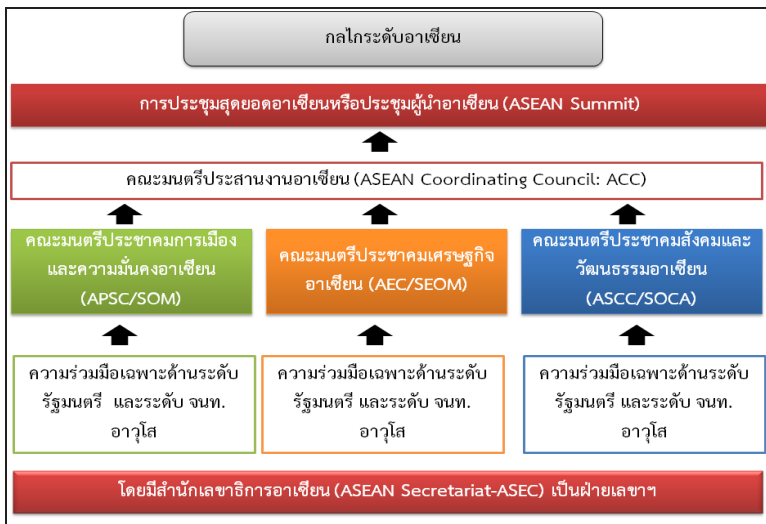 กลไกระดับอาเซียน
การประชุมสุดยอดอาเซียนหรือประชุมผู้นำอาเซียน (ASEAN Summit)
คณะมนตรีประสานงานอาเซียน (ASEAN Coordinating Council: ACC)
คณะมนตรีประชาคมการเมือง
และความมั่นคงอาเซียน
(APSC/SOM)
คณะมนตรีประชาคมเศรษฐกิจ
อาเซียน (AEC/SEOM)
คณะมนตรีประชาคมสังคมและ
วัฒนธรรมอาเซียน
(ASCC/SOCA)
ความร่วมมือเฉพาะด้านระดับ
รัฐมนตรี และระดับ จนท.
อาวุโส
ความร่วมมือเฉพาะด้านระดับ
รัฐมนตรี และระดับ จนท.
อาวุโส
ความร่วมมือเฉพาะด้านระดับ
รัฐมนตรี และระดับ จนท.
อาวุโส
โดยมีสำนักเลขาธิการอาเซียน (ASEAN Secretariat-ASEC) เป็นฝ่ายเลขาฯ